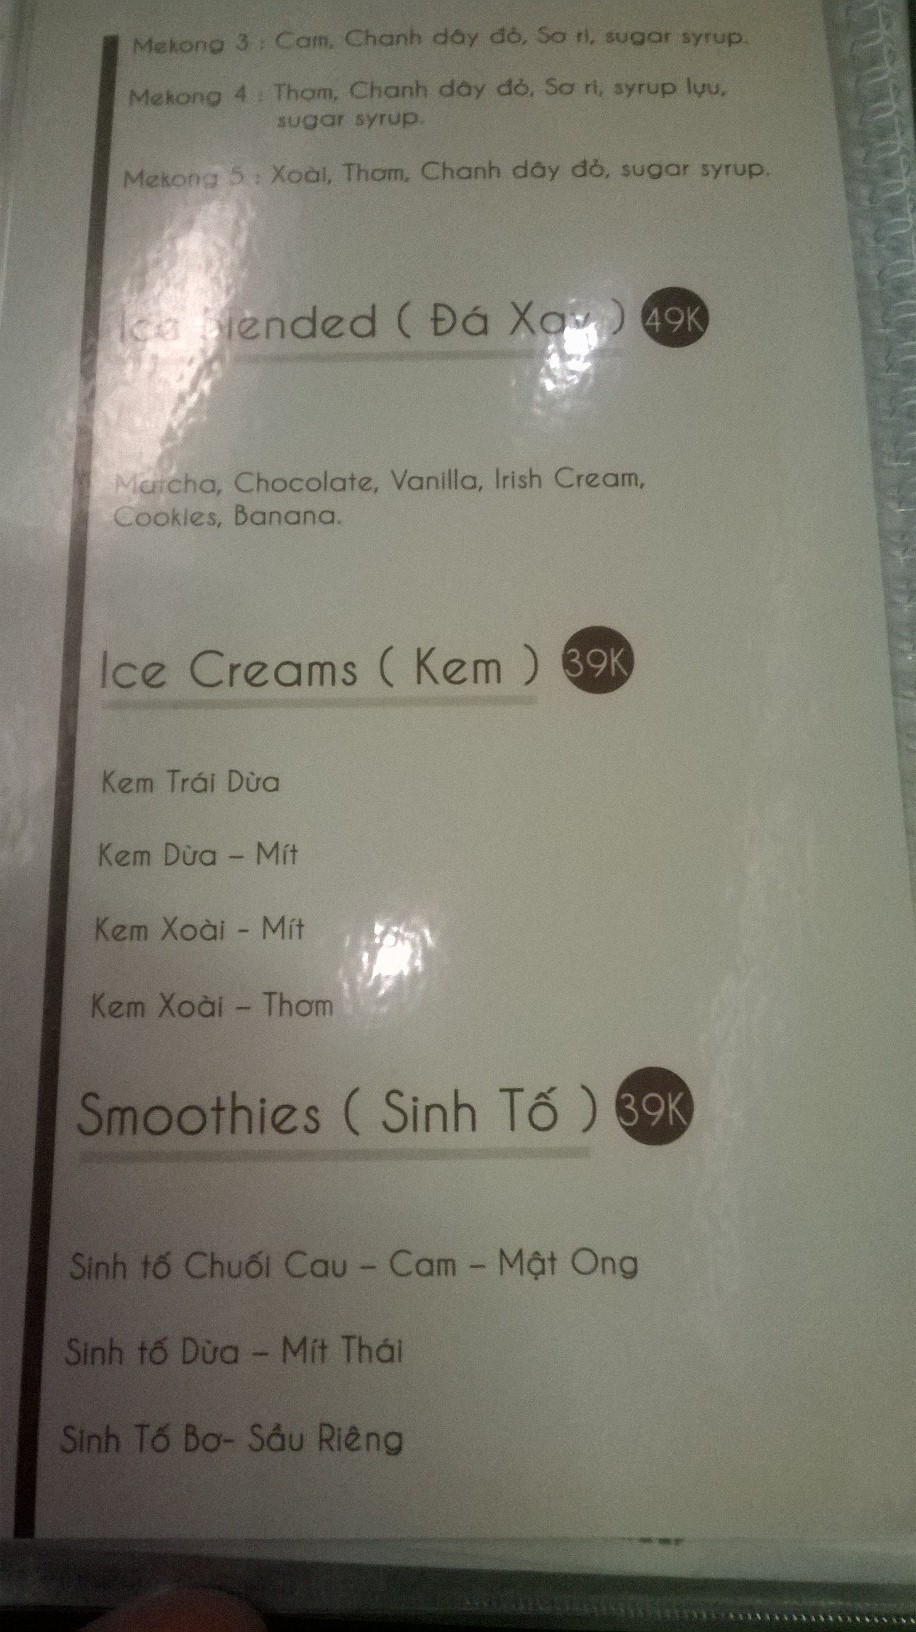 Mekong 3 : Cam, Chanh dây đỏ, Sơ ri, sugar syrup.
Mekong 4 : Thơm, Chanh dây đỏ, Sơ ri, syrup lựu,
sugar syrup.
Mekong 5 : Xoài, Thơm, Chanh dây đỏ, sugar syrup.
Ice blended ( Đá Xay ) 49K
Matcha, Chocolate, Vanilla, Irish Cream,
Cookies, Banana.
Ice Creams ( Kem ) 39K
Kem Trái Dừa
Kem Dừa – Mít
Kem Xoài - Mít
Kem Xoài – Thơm
Smoothies ( Sinh Tố ) 39K
Sinh tố Chuối Cau – Cam – Mật Ong
Sinh tố Dừa – Mít Thái
Sinh Tố Bơ- Sầu Riêng